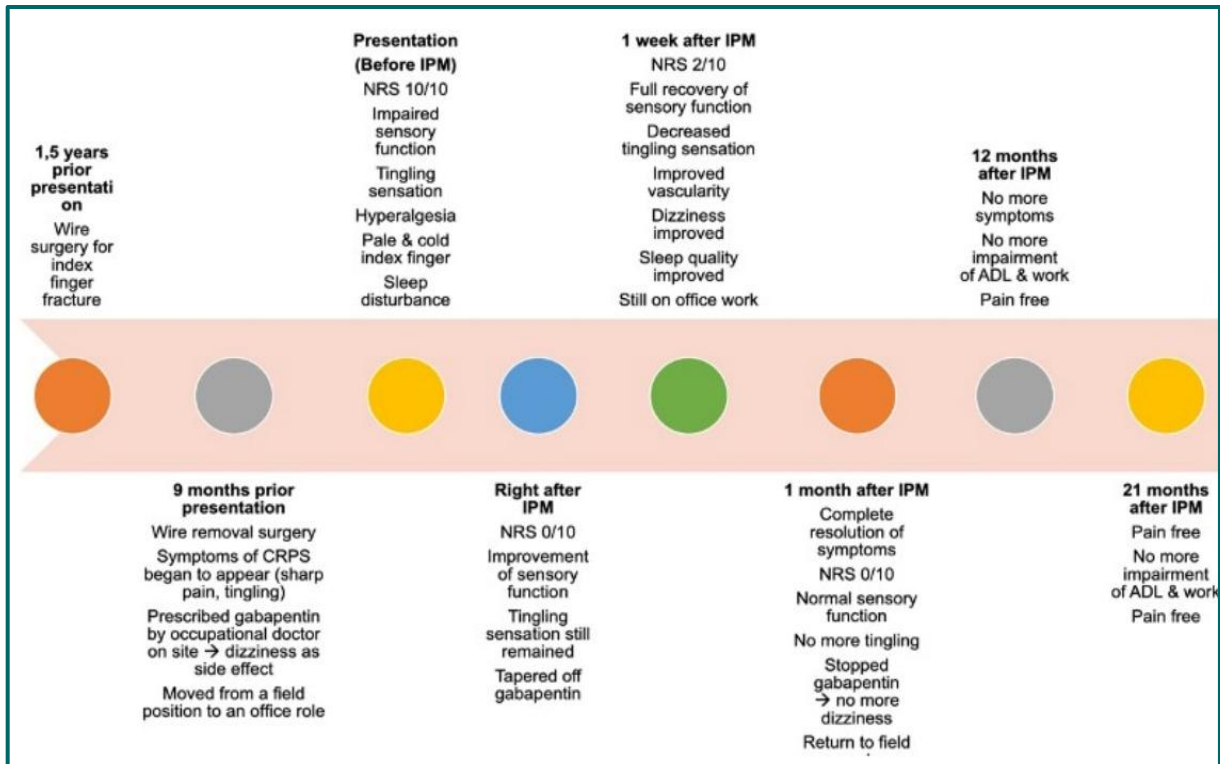 1,5 years
prior
presentati
on
Wire
surgery for
index
finger
fracture
9 months prior
presentation
Wire removal surgery
Symptoms of CRPS
began to appear (sharp
pain, tingling)
Prescribed gabapentin
by occupational doctor
on site → dizziness as
side effect
Moved from a field
position to an office role
Presentation
(Before IPM)
NRS 10/10
Impaired
sensory
function
Tingling
sensation
Hyperalgesia
Pale & cold
index finger
Sleep
disturbance
Right after
IPM
NRS 0/10
Improvement
of sensory
function
Tingling
sensation still
remained
Tapered off
gabapentin
1 week after IPM
NRS 2/10
Full recovery of
sensory function
Decreased
tingling sensation
Improved
vascularity
Dizziness
improved
Sleep quality
improved
Still on office work
1 month after IPM
Complete
resolution of
symptoms
NRS 0/10
Normal sensory
function
No more tingling
Stopped
gabapentin
→ no more
dizziness
Return to field
12 months
after IPM
No more
symptoms
No more
impairment
of ADL & work
Pain free
21 months
after IPM
Pain free
No more
impairment
of ADL & work
Pain free